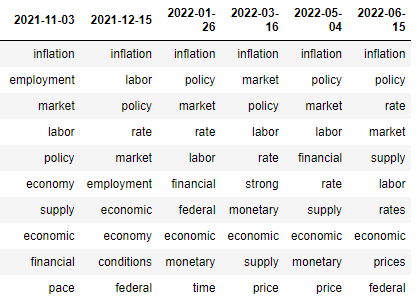 2021-11-03 2021-12-15 2022-01-26 2022-03-16 2022-05-04 2022-06-15
inflation inflation inflation inflation inflation inflation
employment labor policy market policy policy
market policy market policy market rate
labor rate rate labor labor market
policy market labor rate financial supply
economy employment financial strong rate labor
supply economic federal monetary supply rates
economic economy economic economic economic economic
financial conditions monetary supply monetary prices
pace federal time price price federal